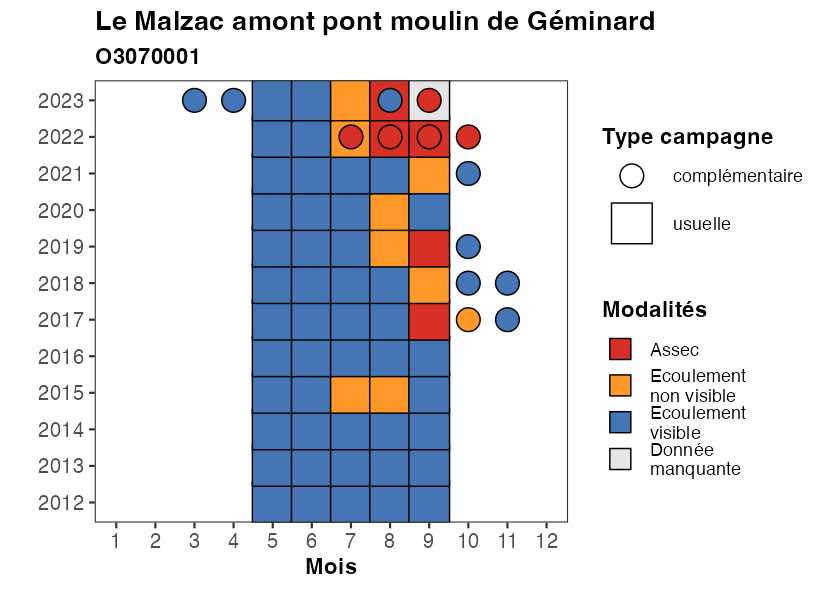 Le Malzac amont pont moulin de Géminard
O3070001
2023
2022
2021
2020
2019
2018
2017
2016
2015
2014
2013
2012
1 2 3 4 5 6 7 8 9 10 11 12
Mois
Type campagne
complémentaire
usuelle
Modalités
Assec
Ecoulement
non visible
Ecoulement
visible
Donnée
manquante